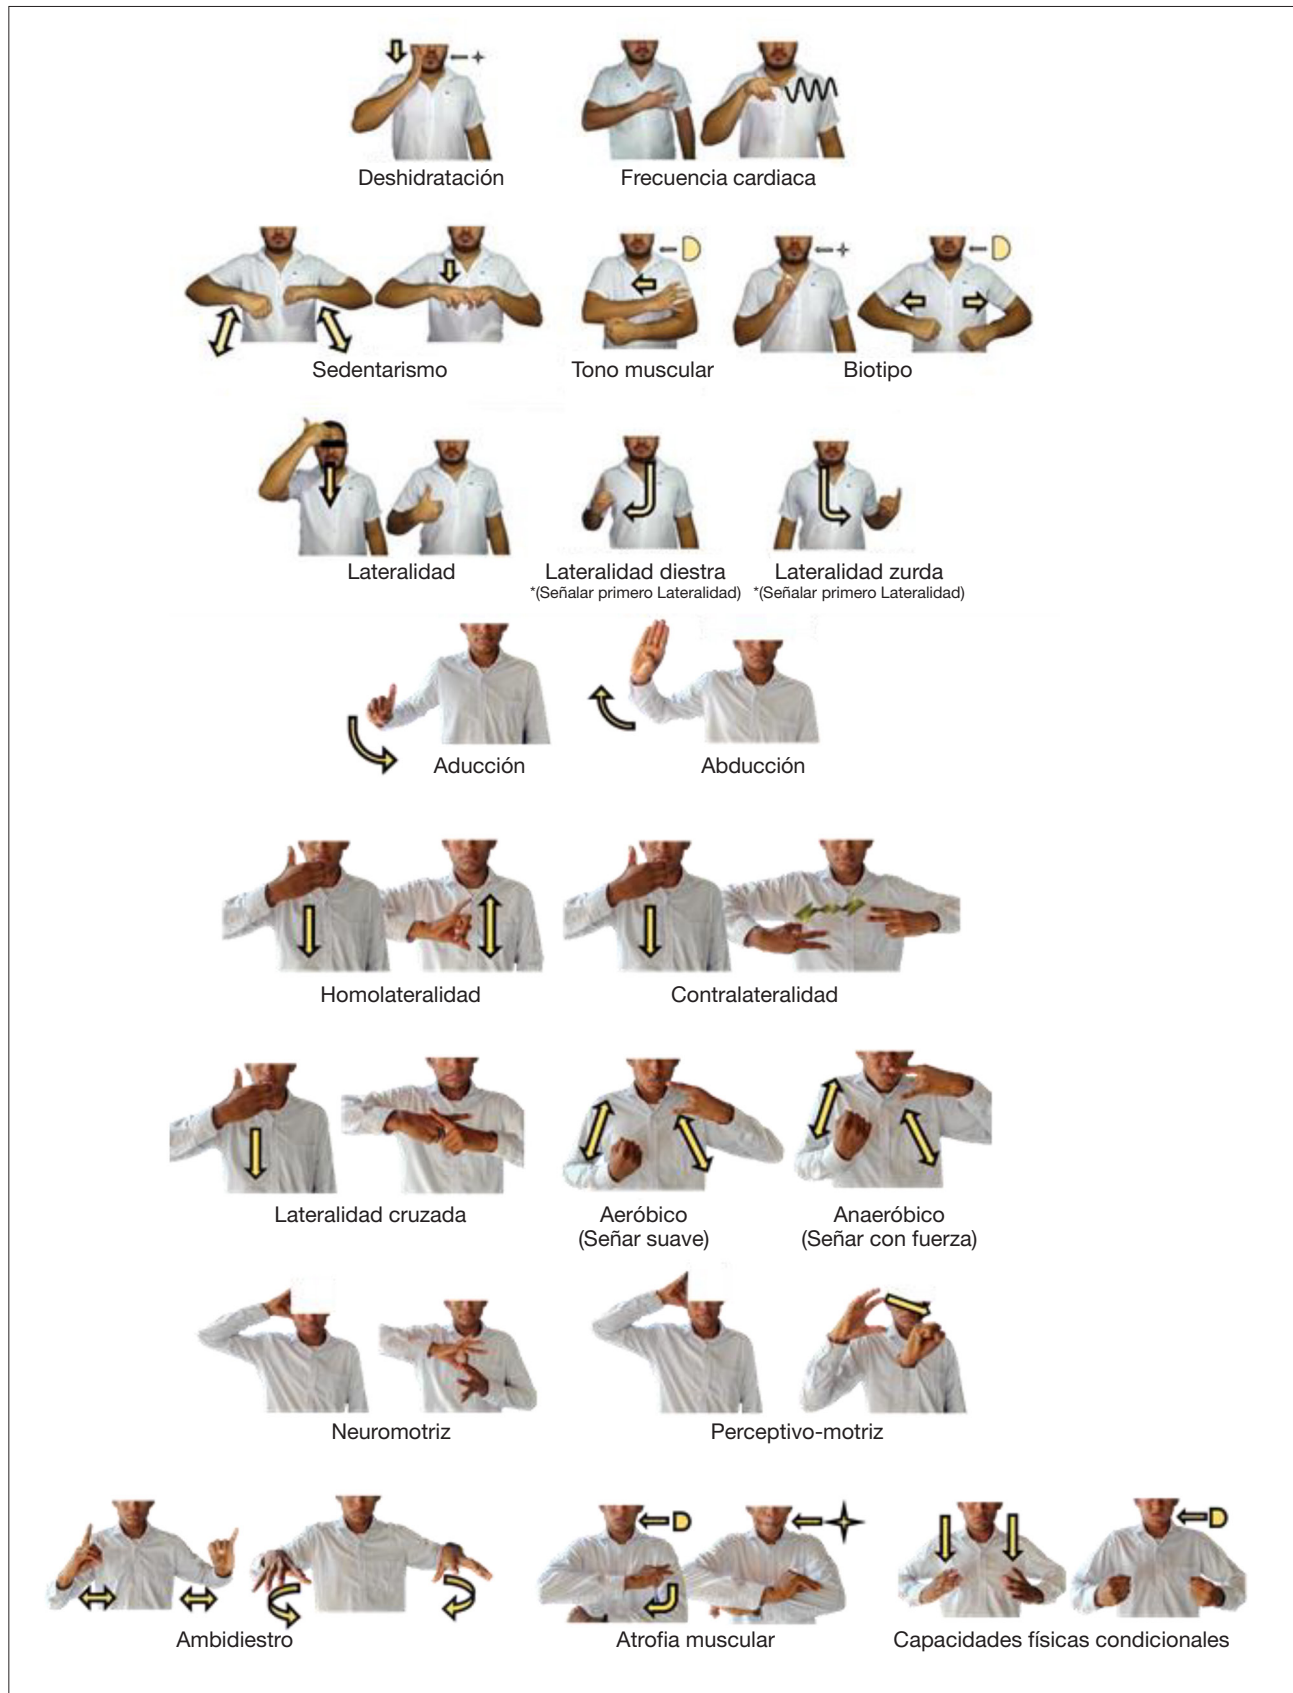 Deshidratación
Frecuencia cardiaca
Sedentarismo
Tono muscular
Biotipo
Lateralidad
Lateralidad diestra
*(Señalar primero Lateralidad)
Lateralidad zurda
*(Señalar primero Lateralidad)
Aducción
Abducción
Homolateralidad
Contralateralidad
Lateralidad cruzada
Aeróbico
(Señar suave)
Anaeróbico
(Señar con fuerza)
Neuromotriz
Perceptivo-motriz
Ambidiestro
Atrofia muscular
Capacidades físicas condicionales